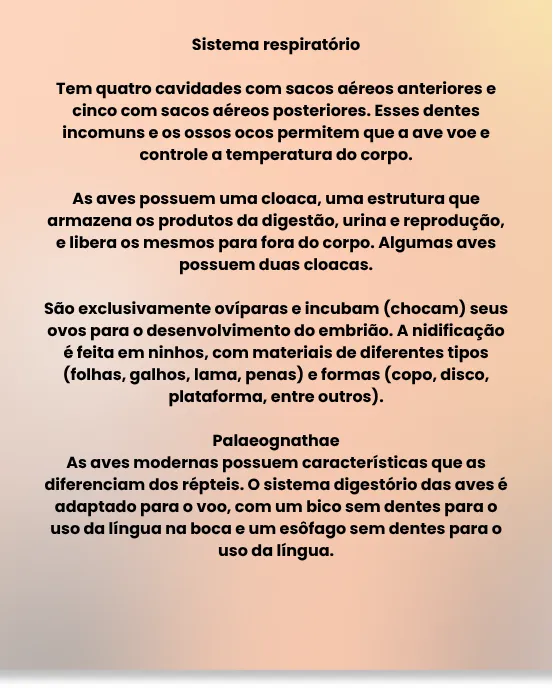 Sistema respiratório
Tem quatro cavidades com sacos aéreos anteriores e
cinco com sacos aéreos posteriores. Esses dentes
incomuns e os ossos ocos permitem que a ave voe e
controle a temperatura do corpo.
As aves possuem uma cloaca, uma estrutura que
armazena os produtos da digestão, urina e reprodução,
e libera os mesmos para fora do corpo. Algumas aves
possuem duas cloacas.
São exclusivamente ovíparas e incubam (chocam) seus
ovos para o desenvolvimento do embrião. A nidificação
é feita em ninhos, com materiais de diferentes tipos
(folhas, galhos, lama, penas) e formas (copo, disco,
plataforma, entre outros).
Palaeognathae
As aves modernas possuem características que as
diferenciam dos répteis. O sistema digestório das aves é
adaptado para o voo, com um bico sem dentes para o
uso da língua na boca e um esôfago sem dentes para o
uso da língua.